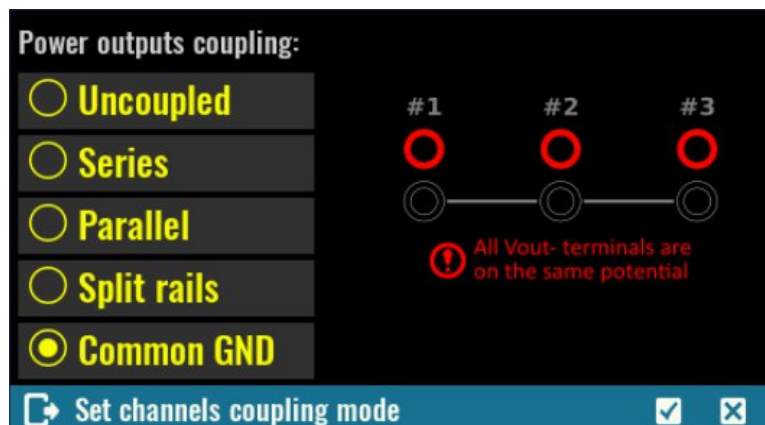 Power outputs coupling:
Uncoupled
Series
Parallel
Split rails
Common GND
#1 #2 #3
All Vout- terminals are
on the same potential
Set channels coupling mode